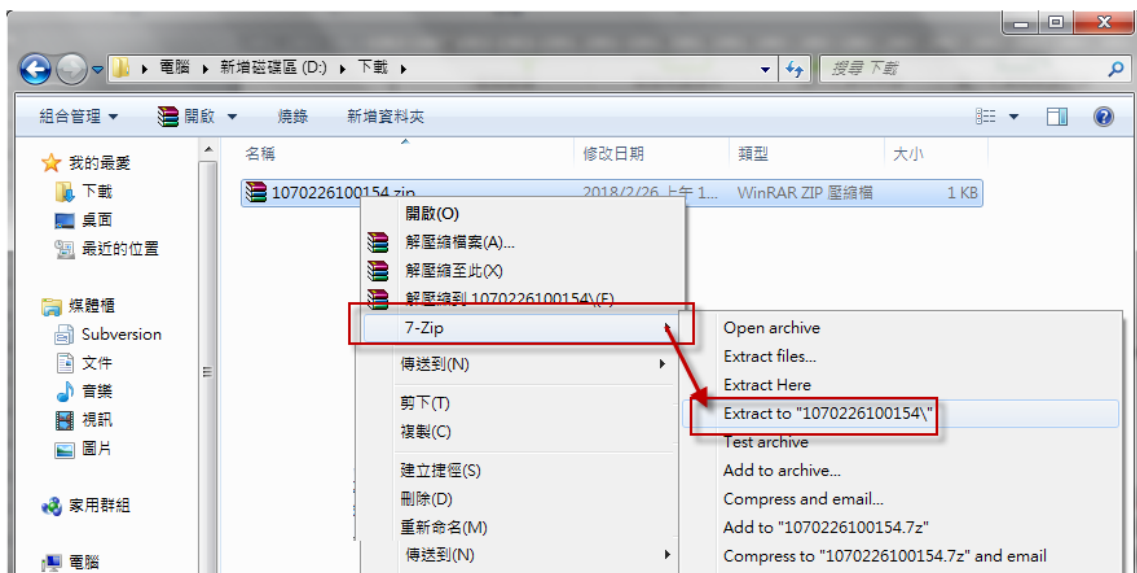 電腦 ▸ 新增磁碟區 (D:) ▸ 下載 ▸
搜尋 下載
組合管理 開啟 燒錄 新增資料夾
我的最愛
下載
桌面
最近的位置
媒體櫃
Subversion
文件
音樂
視訊
圖片
家用群組
電腦
名稱 修改日期 類型 大小
1070226100154.zip 2018/2/26 上午 1... WinRAR ZIP 壓縮檔 1 KB
開啟(O)
解壓縮檔案(A)...
解壓縮至此(X)
解壓縮到 1070226100154\(E)
7-Zip
傳送到(N)
剪下(T)
複製(C)
建立捷徑(S)
刪除(D)
重新命名(M)
傳送到(N)
Open archive
Extract files...
Extract Here
Extract to "1070226100154\"
Test archive
Add to archive...
Compress and email...
Add to "1070226100154.7z"
Compress to "1070226100154.7z" and email